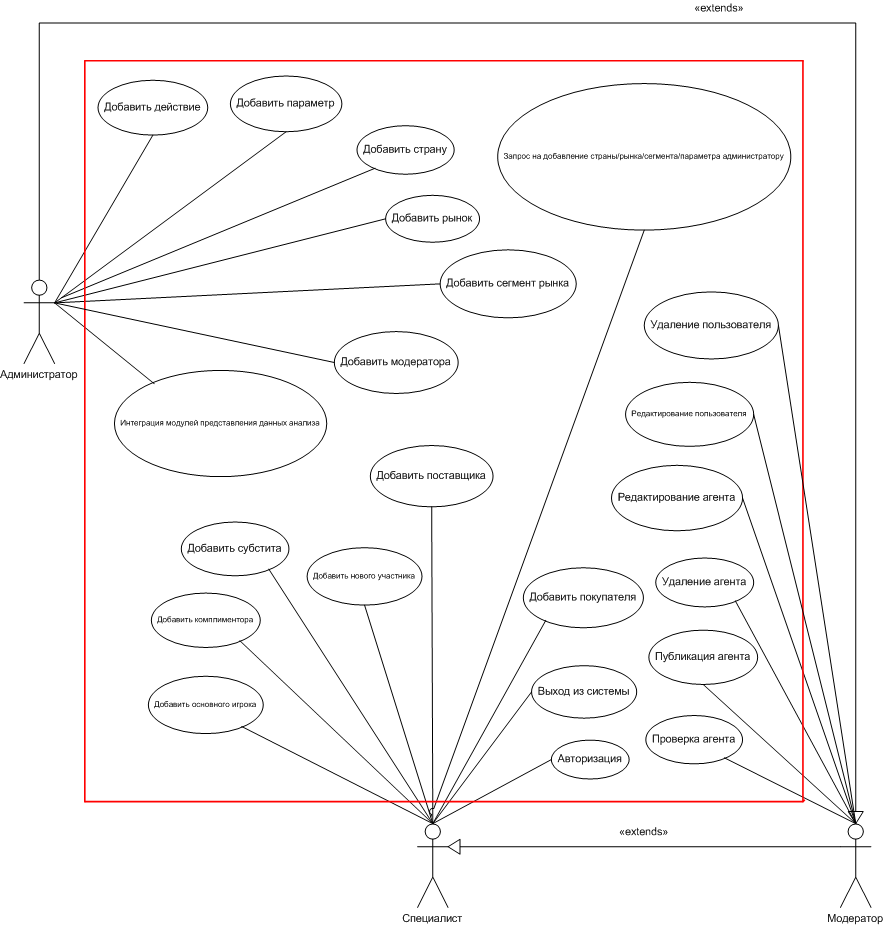 «extends»
Добавить действие
Добавить параметр
Добавить страну
Запрос на добавление страны/рынка/сегмента/параметра администратору
Добавить рынок
Добавить сегмент рынка
Удаление пользователя
Добавить модератора
Администратор
Интеграция модулей представления данных анализа
Редактирование пользователя
Добавить поставщика
Редактирование агента
Добавить субстита
Добавить нового участника
Удаление агента
Добавить покупателя
Добавить комплиментора
Публикация агента
Выход из системы
Добавить основного игрока
Проверка агента
Авторизация
«extends»
Специалист
Модератор